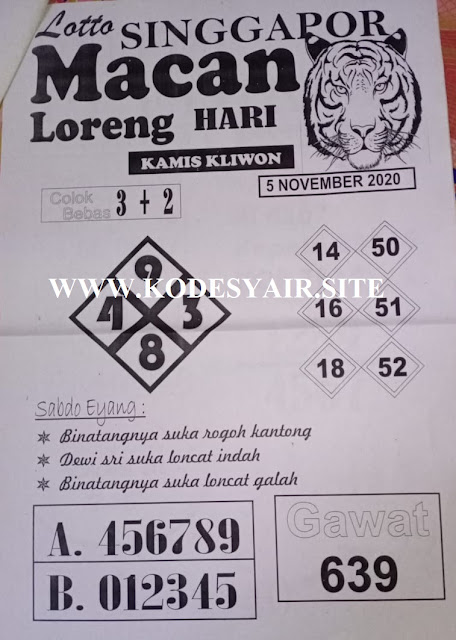 Lotto SINGGAPOR
Macan
Loreng HARI
KAMIS KLIWON
5 NOVEMBER 2020
Colok Bebas 3 + 2
9
4 3
8
14 50
16 51
18 52
WWW.KODESYAIR.SITE
Sabdo Eyang :
Binatangnya suka rogoh kantong
Dewi sri suka loncat indah
Binatangnya suka loncat galah
A. 456789
B. 012345
Gawat
639